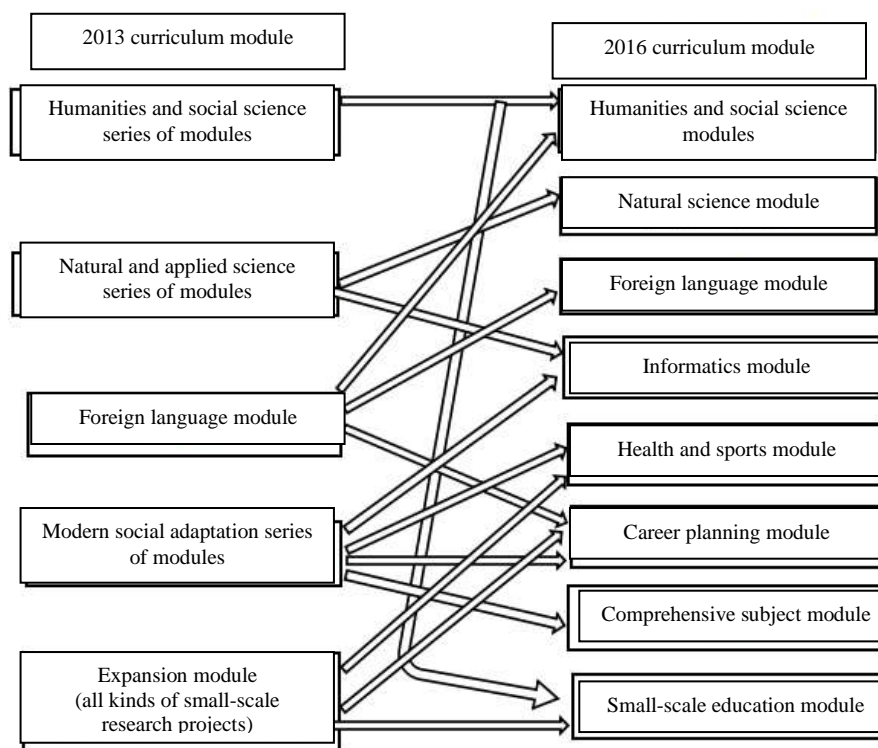 2013 curriculum module
2016 curriculum module
Humanities and social science
series of modules
Humanities and social science
modules
Natural science module
Natural and applied science
series of modules
Foreign language module
Informatics module
Foreign language module
Health and sports module
Modern social adaptation series
of modules
Career planning module
Comprehensive subject module
Expansion module
(all kinds of small-scale
research projects)
Small-scale education module